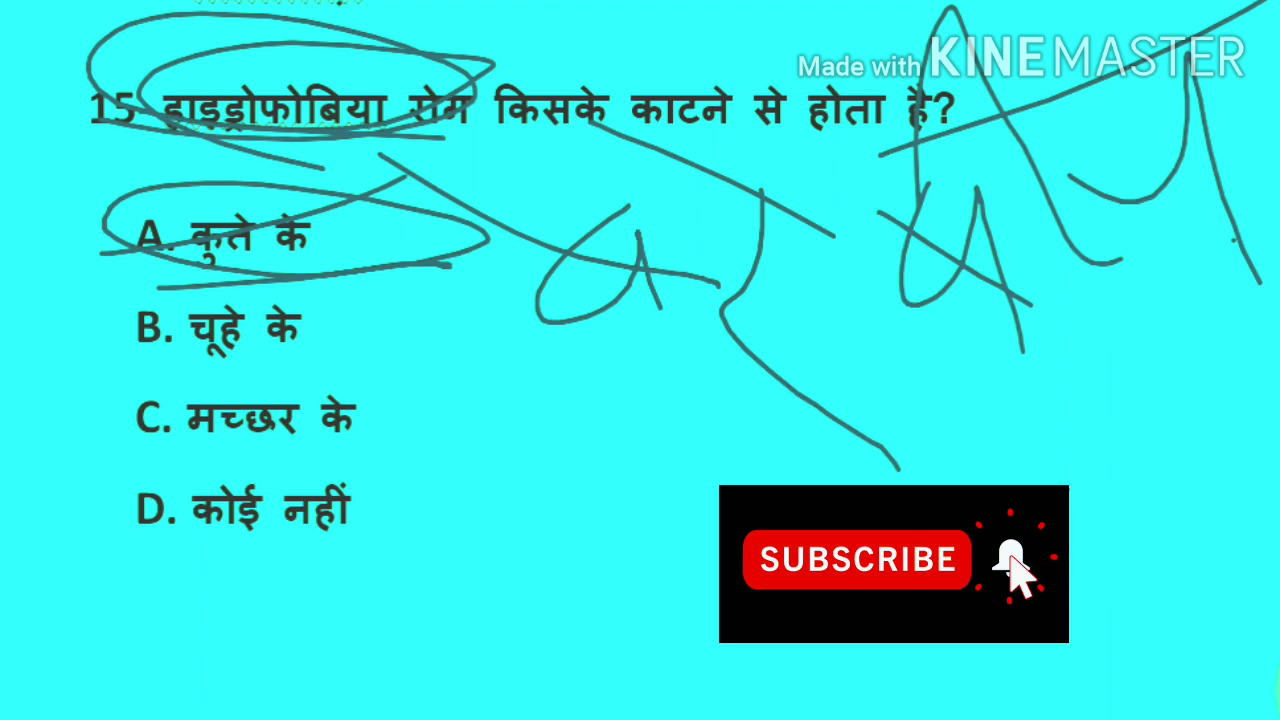 Made with KINEMASTER
15- हाइड्रोफोबिया रोग किसके काटने से होता है?
A. कुते के
B. चूहे के
C. मच्छर के
D. कोई नहीं
SUBSCRIBE